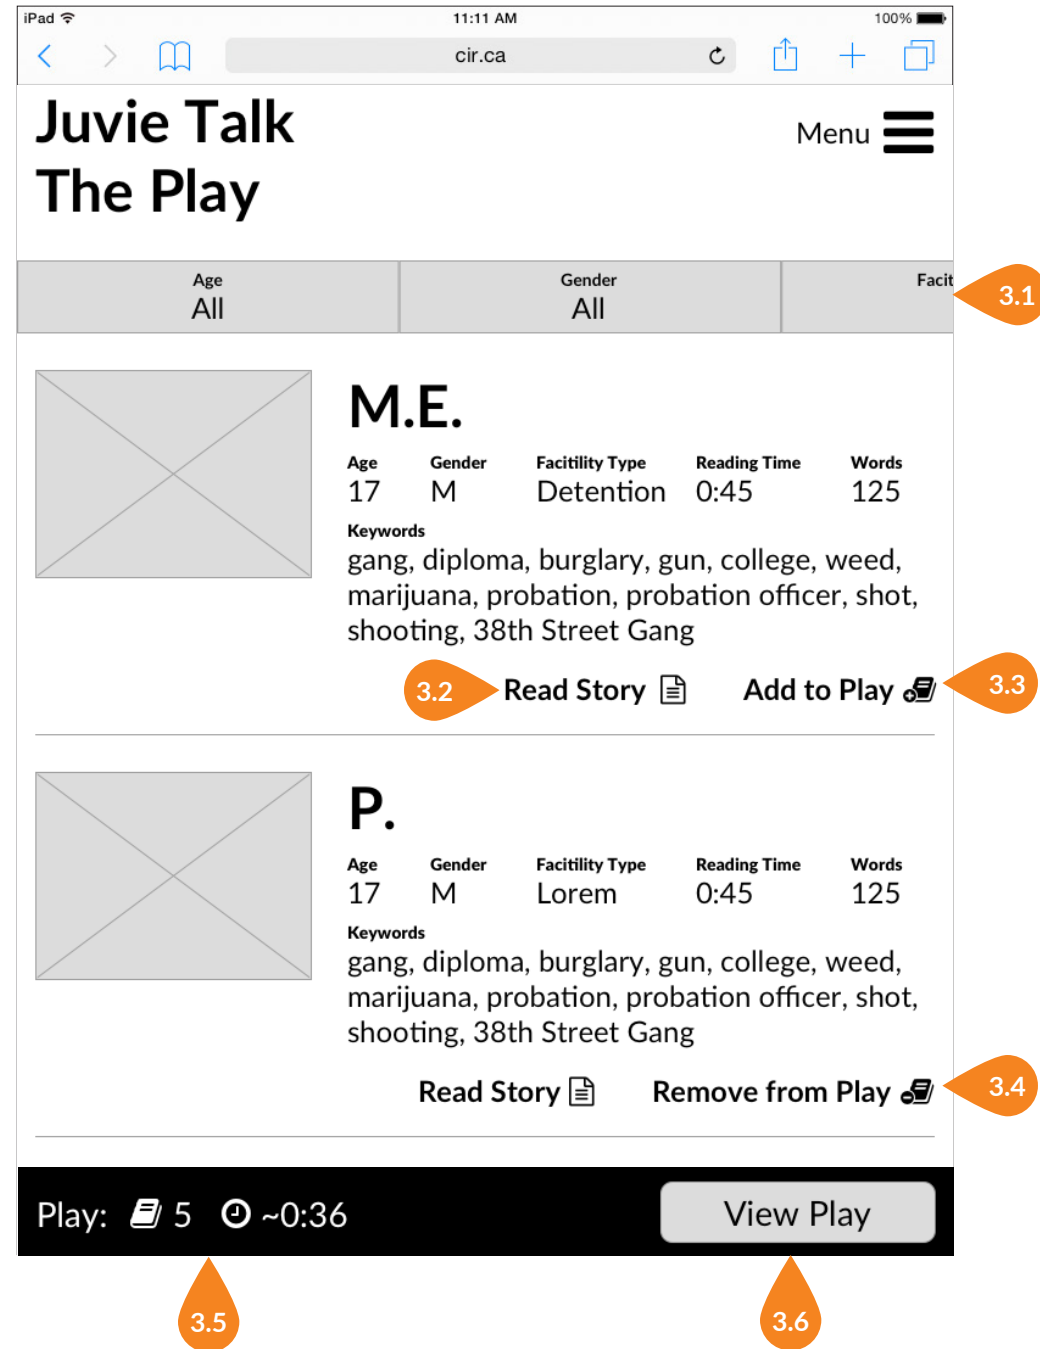 iPad 11:11 AM 100%
cir.ca
Juvie Talk
The Play
Menu
Age Gender Facit
All All
3.1
M.E.
Age Gender Facitility Type Reading Time Words
17 M Detention 0:45 125
Keywords
gang, diploma, burglary, gun, college, weed,
marijuana, probation, probation officer, shot,
shooting, 38th Street Gang
3.2 Read Story Add to Play 3.3
P.
Age Gender Facitility Type Reading Time Words
17 M Lorem 0:45 125
Keywords
gang, diploma, burglary, gun, college, weed,
marijuana, probation, probation officer, shot,
shooting, 38th Street Gang
Read Story Remove from Play 3.4
Play: 5 ~0:36 View Play
3.5 3.6